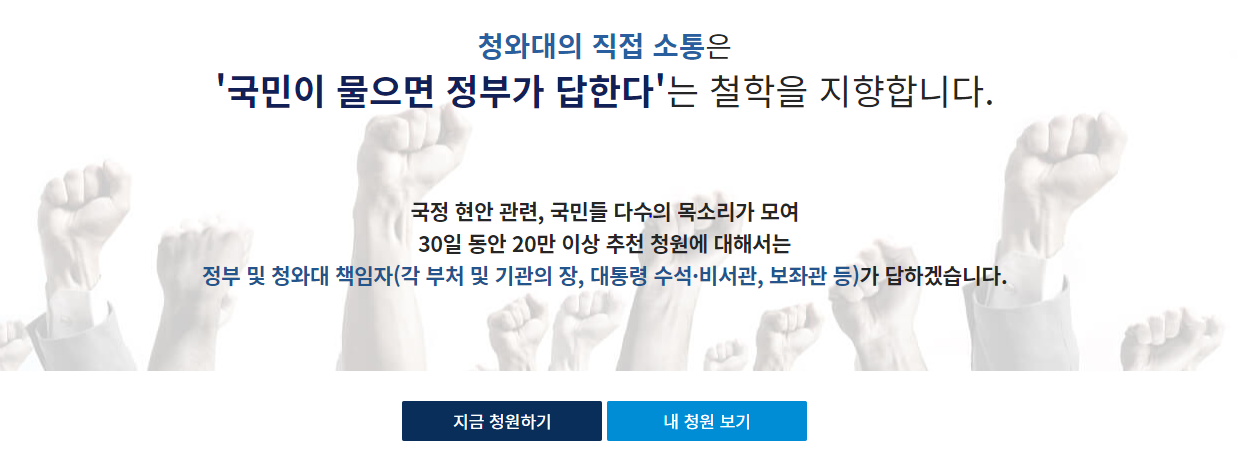 청와대의 직접 소통은
'국민이 물으면 정부가 답한다'는 철학을 지향합니다.
국정 현안 관련, 국민들 다수의 목소리가 모여
30일 동안 20만 이상 추천 청원에 대해서는
정부 및 청와대 책임자(각 부처 및 기관의 장, 대통령 수석·비서관, 보좌관 등)가 답하겠습니다.
지금 청원하기
내 청원 보기